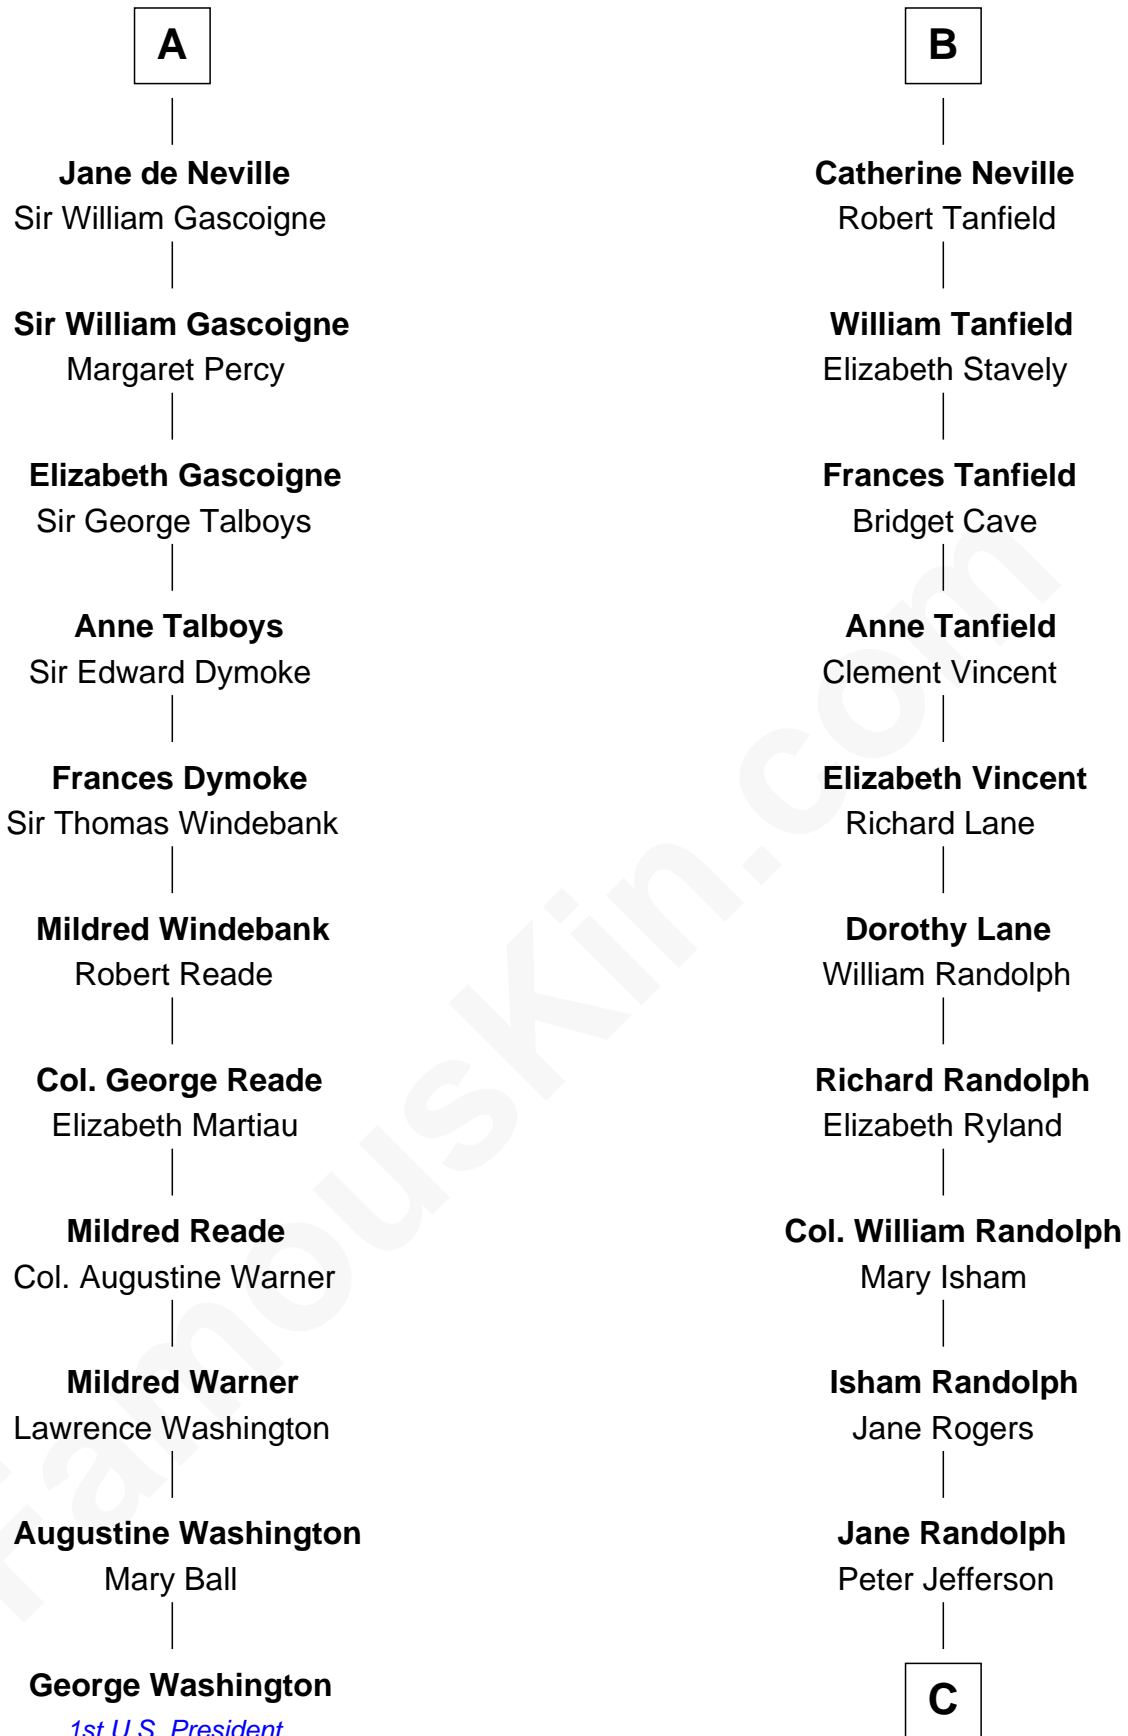 A
Jane de Neville
Sir William Gascoigne
Sir William Gascoigne
Margaret Percy
Elizabeth Gascoigne
Sir George Talboys
Anne Talboys
Sir Edward Dymoke
Frances Dymoke
Sir Thomas Windebank
Mildred Windebank
Robert Reade
Col. George Reade
Elizabeth Martiau
Mildred Reade
Col. Augustine Warner
Mildred Warner
Lawrence Washington
Augustine Washington
Mary Ball
George Washington
1st U.S. President
B
Catherine Neville
Robert Tanfield
William Tanfield
Elizabeth Stavely
Frances Tanfield
Bridget Cave
Anne Tanfield
Clement Vincent
Elizabeth Vincent
Richard Lane
Dorothy Lane
William Randolph
Richard Randolph
Elizabeth Ryland
Col. William Randolph
Mary Isham
Isham Randolph
Jane Rogers
Jane Randolph
Peter Jefferson
C
FamousKin.com